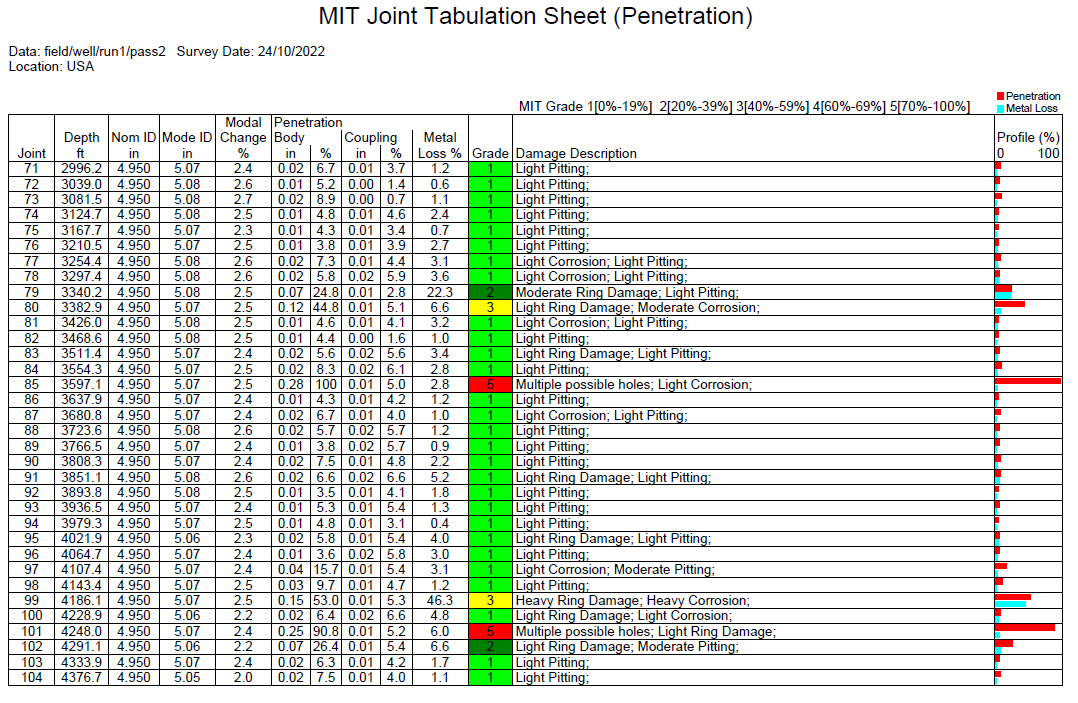 MIT Joint Tabulation Sheet (Penetration)
Data: field/well/run1/pass2 Survey Date: 24/10/2022
Location: USA
Penetration
MIT Grade 1[0%-19%] 2[20%-39%] 3[40%-59%] 4[60%-69%] 5[70%-100%] Metal Loss
Modal Penetration
Depth Nom ID Mode ID Change Body Coupling Metal Profile (%)
Joint ft in in % in % in % Loss % Grade Damage Description 0 100
71 2996.2 4.950 5.07 2.4 0.02 6.7 0.01 3.7 1.2 1 Light Pitting;
72 3039.0 4.950 5.08 2.6 0.01 5.2 0.00 1.4 0.6 1 Light Pitting;
73 3081.5 4.950 5.08 2.7 0.02 8.9 0.00 0.7 1.1 1 Light Pitting;
74 3124.7 4.950 5.08 2.5 0.01 4.8 0.01 4.6 2.4 1 Light Pitting;
75 3167.7 4.950 5.07 2.3 0.01 4.3 0.01 3.4 0.7 1 Light Pitting;
76 3210.5 4.950 5.07 2.5 0.01 3.8 0.01 3.9 2.7 1 Light Pitting;
77 3254.4 4.950 5.08 2.6 0.02 7.3 0.01 4.4 3.1 1 Light Corrosion; Light Pitting;
78 3297.4 4.950 5.08 2.6 0.02 5.8 0.02 5.9 3.6 1 Light Corrosion; Light Pitting;
79 3340.2 4.950 5.08 2.5 0.07 24.8 0.01 2.8 22.3 2 Moderate Ring Damage; Light Pitting;
80 3382.9 4.950 5.07 2.5 0.12 44.8 0.01 5.1 6.6 3 Light Ring Damage; Moderate Corrosion;
81 3426.0 4.950 5.08 2.5 0.01 4.6 0.01 4.1 3.2 1 Light Corrosion; Light Pitting;
82 3468.6 4.950 5.08 2.5 0.01 4.4 0.00 1.6 1.0 1 Light Pitting;
83 3511.4 4.950 5.07 2.4 0.02 5.6 0.02 5.6 3.4 1 Light Ring Damage; Light Pitting;
84 3554.3 4.950 5.07 2.5 0.02 8.3 0.02 6.1 2.8 1 Light Pitting;
85 3597.1 4.950 5.07 2.5 0.28 100 0.01 5.0 2.8 5 Multiple possible holes; Light Corrosion;
86 3637.9 4.950 5.07 2.4 0.01 4.3 0.01 4.2 1.2 1 Light Pitting;
87 3680.8 4.950 5.07 2.4 0.02 6.7 0.01 4.0 1.0 1 Light Corrosion; Light Pitting;
88 3723.6 4.950 5.08 2.6 0.02 5.7 0.02 5.7 1.2 1 Light Pitting;
89 3766.5 4.950 5.07 2.4 0.01 3.8 0.02 5.7 0.9 1 Light Pitting;
90 3808.3 4.950 5.07 2.4 0.02 7.5 0.01 4.8 2.2 1 Light Pitting;
91 3851.1 4.950 5.08 2.6 0.02 6.6 0.02 6.6 5.2 1 Light Ring Damage; Light Pitting;
92 3893.8 4.950 5.08 2.5 0.01 3.5 0.01 4.1 1.8 1 Light Pitting;
93 3936.5 4.950 5.07 2.4 0.01 5.3 0.01 5.4 1.3 1 Light Pitting;
94 3979.3 4.950 5.07 2.5 0.01 4.8 0.01 3.1 0.4 1 Light Pitting;
95 4021.9 4.950 5.06 2.3 0.02 5.8 0.01 5.4 4.0 1 Light Ring Damage; Light Pitting;
96 4064.7 4.950 5.07 2.4 0.01 3.6 0.02 5.8 3.0 1 Light Pitting;
97 4107.4 4.950 5.07 2.4 0.04 15.7 0.01 5.4 3.1 1 Light Corrosion; Moderate Pitting;
98 4143.4 4.950 5.07 2.5 0.03 9.7 0.01 4.7 1.2 1 Light Pitting;
99 4186.1 4.950 5.07 2.5 0.15 53.0 0.01 5.3 46.3 3 Heavy Ring Damage; Heavy Corrosion;
100 4228.9 4.950 5.06 2.2 0.02 6.4 0.02 6.6 4.8 1 Light Ring Damage; Light Corrosion;
101 4248.0 4.950 5.07 2.4 0.25 90.8 0.01 5.2 6.0 5 Multiple possible holes; Light Ring Damage;
102 4291.1 4.950 5.06 2.2 0.07 26.4 0.01 5.4 6.6 2 Light Ring Damage; Moderate Pitting;
103 4333.9 4.950 5.07 2.4 0.02 6.3 0.01 4.2 1.7 1 Light Pitting;
104 4376.7 4.950 5.05 2.0 0.02 7.5 0.01 4.0 1.1 1 Light Pitting;